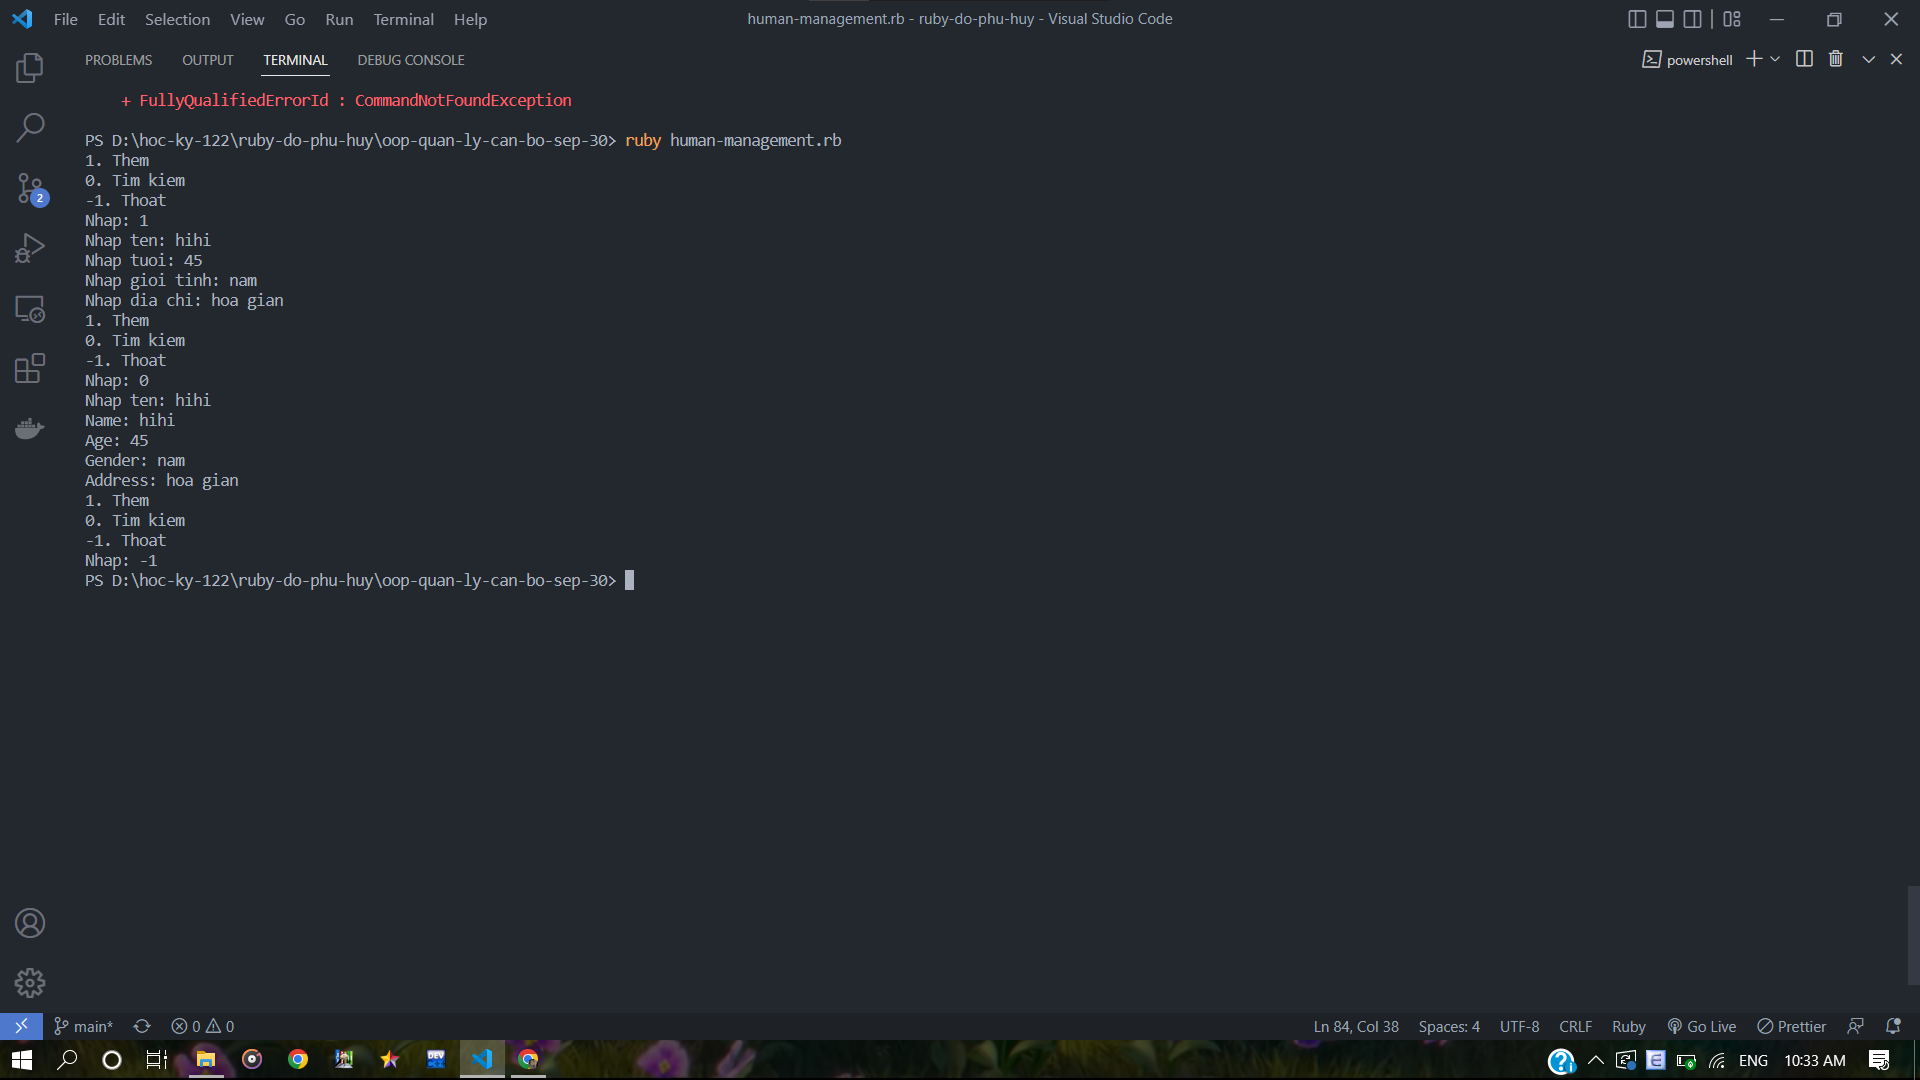 File Edit Selection View Go Run Terminal Help
human-management.rb - ruby-do-phu-huy - Visual Studio Code
PROBLEMS OUTPUT TERMINAL DEBUG CONSOLE
powershell
+ FullyQualifiedErrorId : CommandNotFoundException
PS D:\hoc-ky-122\ruby-do-phu-huy\oop-quan-ly-can-bo-sep-30> ruby human-management.rb
1. Them
0. Tim kiem
-1. Thoat
Nhap: 1
Nhap ten: hihi
Nhap tuoi: 45
Nhap gioi tinh: nam
Nhap dia chi: hoa gian
1. Them
0. Tim kiem
-1. Thoat
Nhap: 0
Nhap ten: hihi
Name: hihi
Age: 45
Gender: nam
Address: hoa gian
1. Them
0. Tim kiem
-1. Thoat
Nhap: -1
PS D:\hoc-ky-122\ruby-do-phu-huy\oop-quan-ly-can-bo-sep-30>
2
main* 0 0
Ln 84, Col 38 Spaces: 4 UTF-8 CRLF Ruby Go Live Prettier
DEV
ENG 10:33 AM